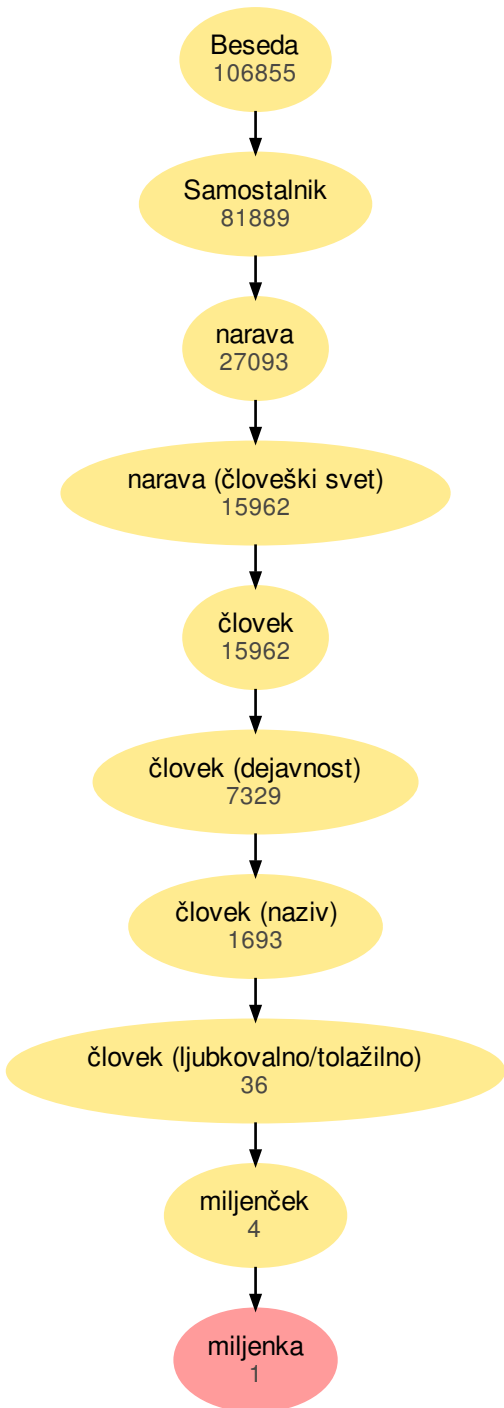 Beseda
106855
Samostalnik
81889
narava
27093
narava (človeški svet)
15962
človek
15962
človek (dejavnost)
7329
človek (naziv)
1693
človek (ljubkovalno/tolažilno)
36
miljenček
4
miljenka
1